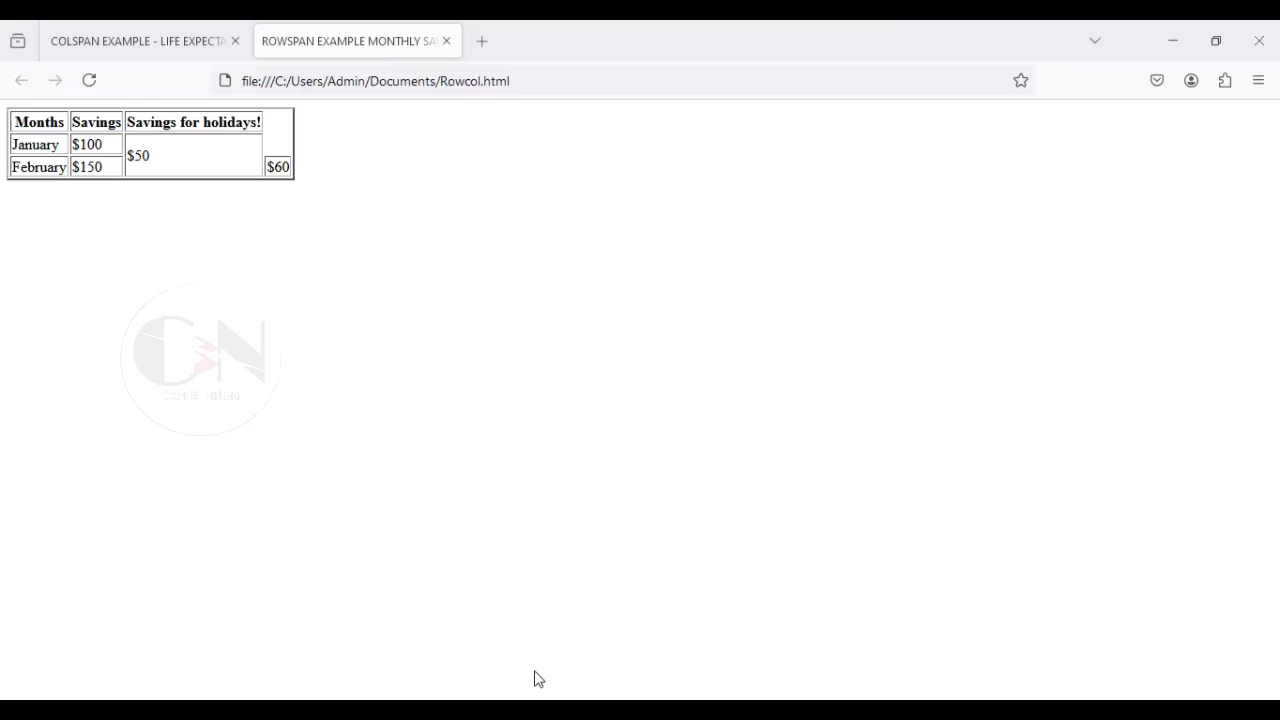 COLSPAN EXAMPLE - LIFE EXPECTA
ROWSPAN EXAMPLE MONTHLY SA
file:///C:/Users/Admin/Documents/Rowcol.html
Months Savings Savings for holidays!
January $100 $50
February $150 $60